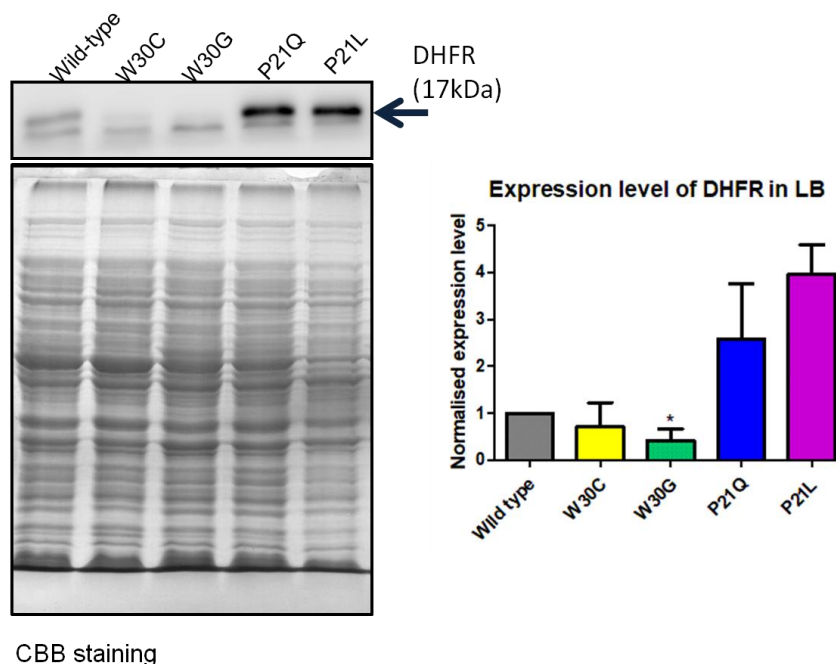 Wild-type
W30C
W30G
P21Q
P21L
DHFR
(17kDa)
Expression level of DHFR in LB
Normalised expression level
5
4
3
2
1
0
*
Wild type
W30C
W30G
P21Q
P21L
CBB staining